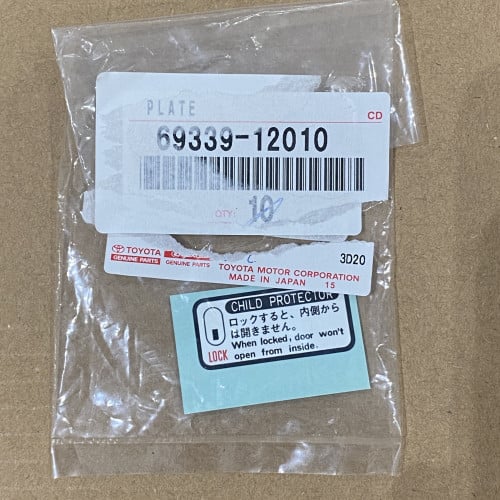 PLATE
CD
69339-12010
QTY: 10
TOYOTA
GENUINE PARTS
GENUINE PARTS
3D20
TOYOTA MOTOR CORPORATION
MADE IN JAPAN 15
CHILD PROTECTOR
ロックすると、内側から
は開きません。
When locked, door won't
open from inside.
LOCK